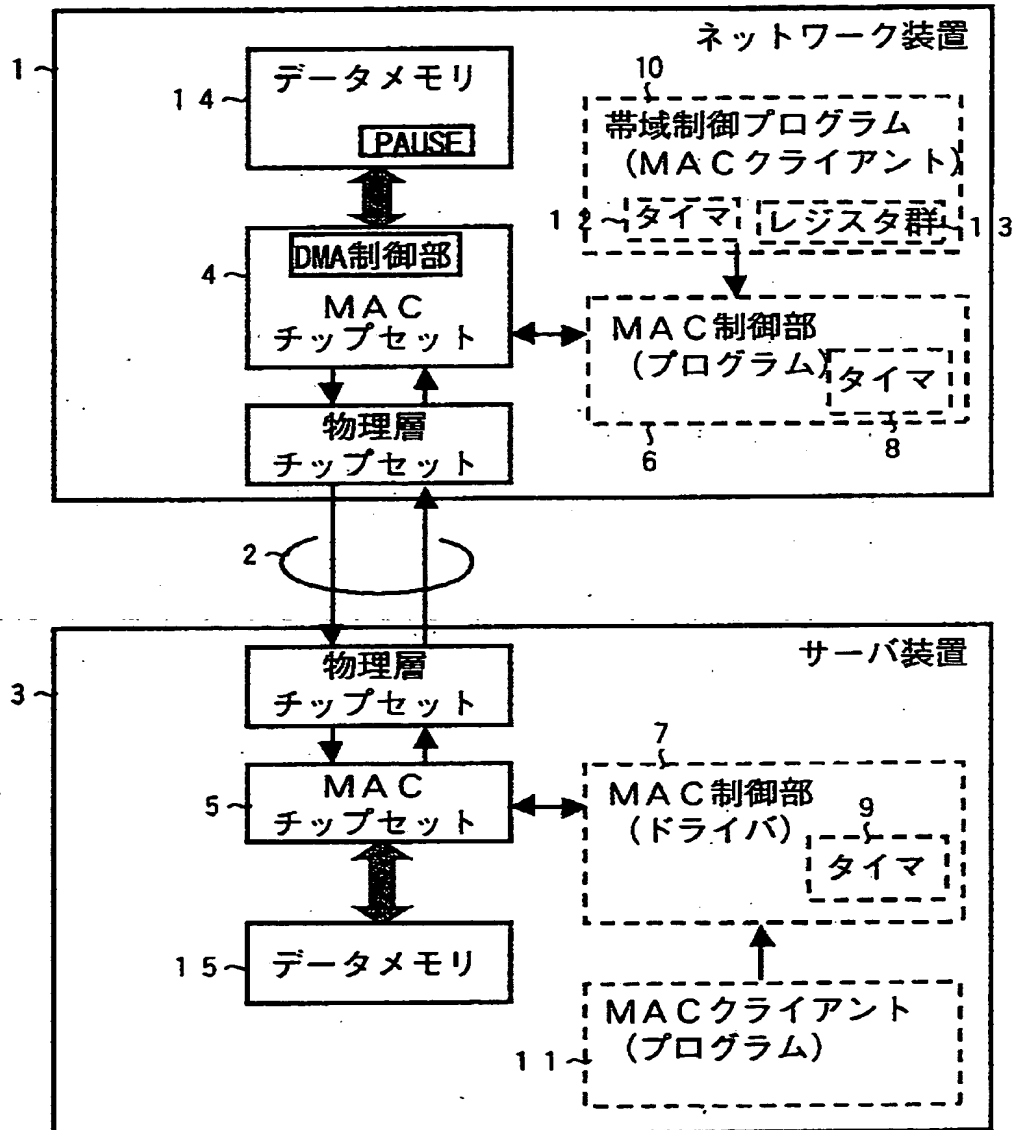 ネットワーク装置
1
14
データメモリ
PAUSE
10
帯域制御プログラム
(MACクライアント)
12
タイマ
レジスタ群
13
4
DMA制御部
MAC
チップセット
MAC制御部
(プログラム)
タイマ
6
8
物理層
チップセット
2
サーバ装置
3
物理層
チップセット
7
5
MAC
チップセット
MAC制御部
(ドライバ)
9
タイマ
15
データメモリ
MACクライアント
(プログラム)
11